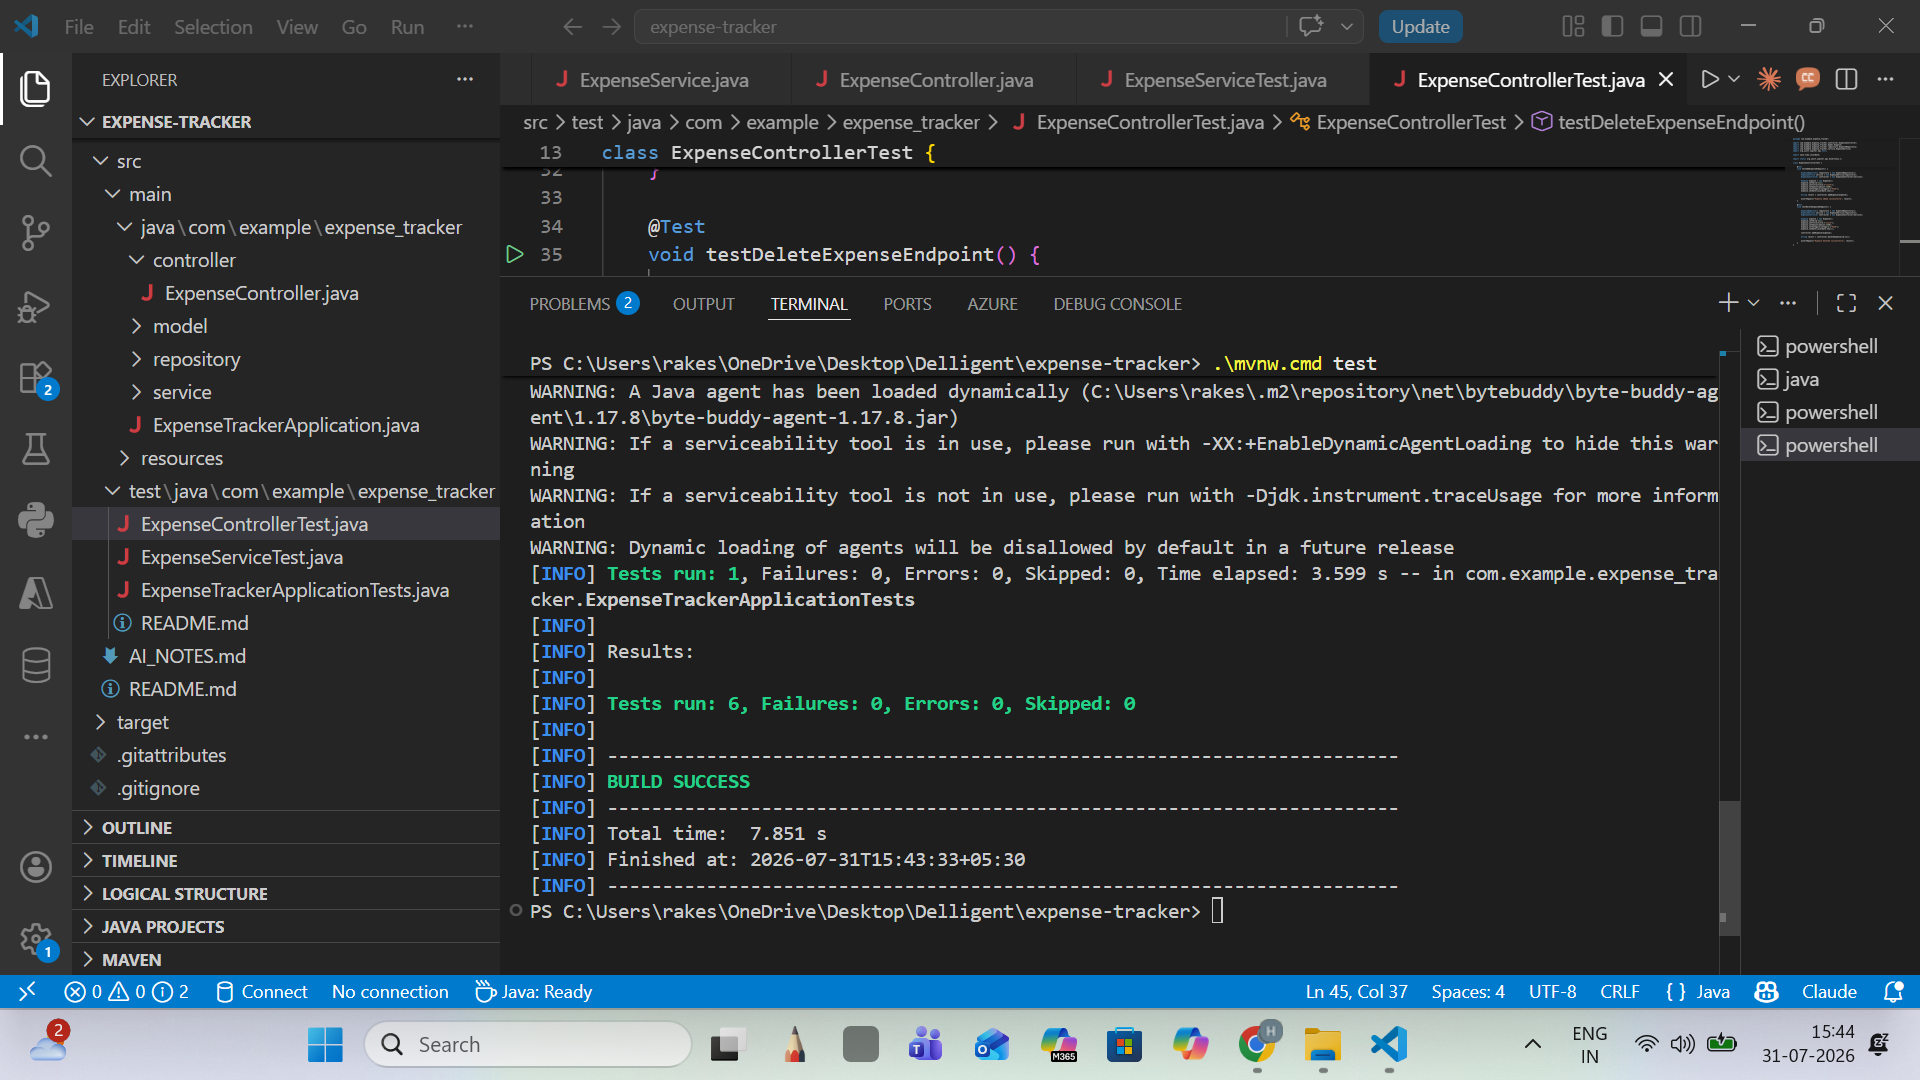 File Edit Selection View Go Run
expense-tracker
Update
EXPLORER
EXPENSE-TRACKER
src
main
java\com\example\expense_tracker
controller
ExpenseController.java
model
repository
service
ExpenseTrackerApplication.java
resources
test\java\com\example\expense_tracker
ExpenseControllerTest.java
ExpenseServiceTest.java
ExpenseTrackerApplicationTests.java
README.md
AI_NOTES.md
README.md
target
.gitattributes
.gitignore
OUTLINE
TIMELINE
LOGICAL STRUCTURE
JAVA PROJECTS
MAVEN
2
1
ExpenseService.java ExpenseController.java ExpenseServiceTest.java ExpenseControllerTest.java
CC
src > test > java > com > example > expense_tracker > ExpenseControllerTest.java > ExpenseControllerTest > testDeleteExpenseEndpoint()
13 class ExpenseControllerTest {
32 }
33
34 @Test
35 void testDeleteExpenseEndpoint() {
PROBLEMS 2 OUTPUT TERMINAL PORTS AZURE DEBUG CONSOLE
PS C:\Users\rakes\OneDrive\Desktop\Delligent\expense-tracker> .\mvnw.cmd test
WARNING: A Java agent has been loaded dynamically (C:\Users\rakes\.m2\repository\net\bytebuddy\byte-buddy-ag
ent\1.17.8\byte-buddy-agent-1.17.8.jar)
WARNING: If a serviceability tool is in use, please run with -XX:+EnableDynamicAgentLoading to hide this war
ning
WARNING: If a serviceability tool is not in use, please run with -Djdk.instrument.traceUsage for more inform
ation
WARNING: Dynamic loading of agents will be disallowed by default in a future release
[INFO] Tests run: 1, Failures: 0, Errors: 0, Skipped: 0, Time elapsed: 3.599 s -- in com.example.expense_tra
cker.ExpenseTrackerApplicationTests
[INFO]
[INFO] Results:
[INFO]
[INFO] Tests run: 6, Failures: 0, Errors: 0, Skipped: 0
[INFO]
[INFO] ------------------------------------------------------------------------
[INFO] BUILD SUCCESS
[INFO] ------------------------------------------------------------------------
[INFO] Total time:  7.851 s
[INFO] Finished at: 2026-07-31T15:43:33+05:30
[INFO] ------------------------------------------------------------------------
PS C:\Users\rakes\OneDrive\Desktop\Delligent\expense-tracker>
powershell
java
powershell
powershell
0 0 2 Connect No connection Java: Ready
Ln 45, Col 37 Spaces: 4 UTF-8 CRLF { } Java Claude
2
Search
M365
H
ENG
IN
15:44
31-07-2026